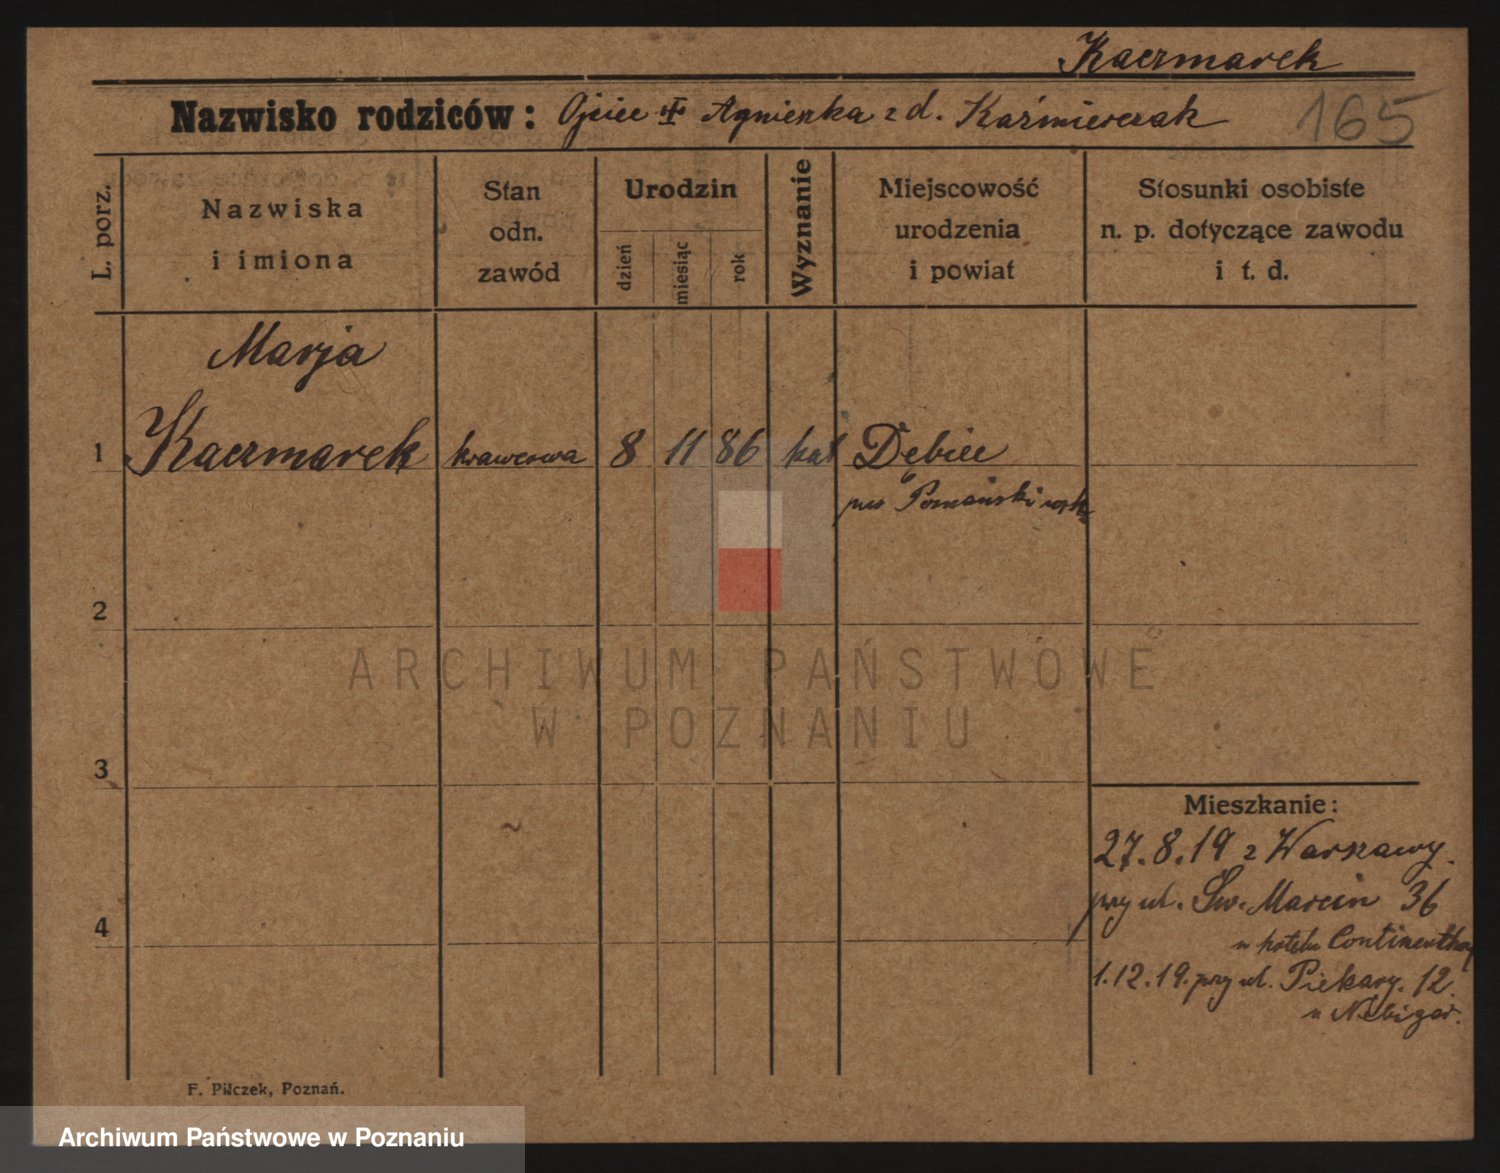 Kaczmarek
Nazwisko rodziców: Ojciec Agnieszka z d. Kaźmierczak 165
L. porz.
Nazwiska
i imiona
Stan
odn.
zawód
Urodzin
dzień
miesiąc
rok
Wyznanie
Miejscowość
urodzenia
i powiat
Stosunki osobiste
n. p. dotyczące zawodu
i t. d.
Marja
1 Kaczmarek krawcowa 8 11 86 kat Dębiec
pow Poznański wsch
2
ARCHIWUM PAŃSTWOWE
W POZNANIU
3
Mieszkanie:
27.8.19 z Warszawy.
przy ul. Św. Marcin 36
w hotelu Continenthal
4
1.12.19. przy ul. Piekary. 12.
u
F. Pilczek, Poznań.
Archiwum Państwowe w Poznaniu